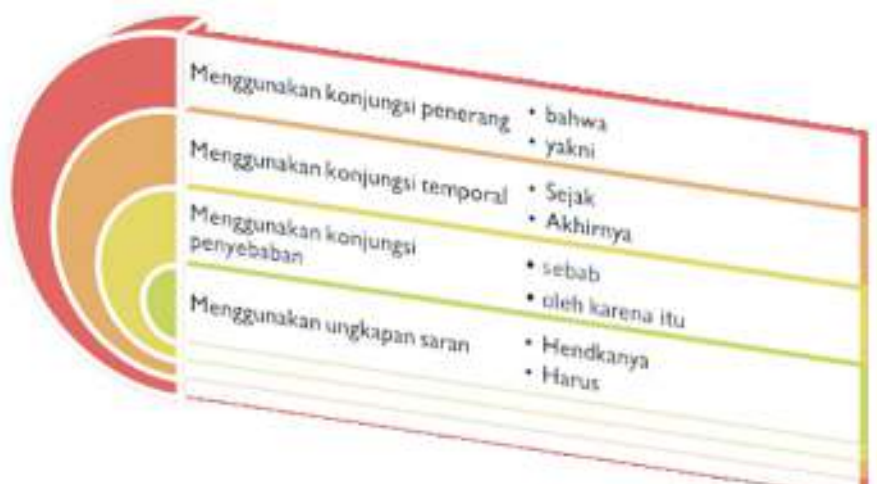 Menggunakan konjungsi penerang
• bahwa
• yakni
Menggunakan konjungsi temporal
• Sejak
• Akhirnya
Menggunakan konjungsi
penyebaban
• sebab
• oleh karena itu
Menggunakan ungkapan saran
• Hendkanya
• Harus